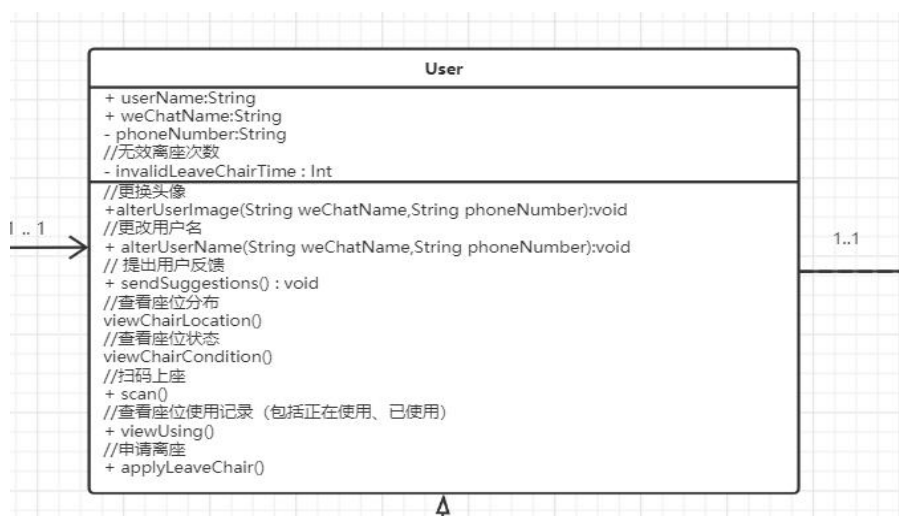 User
+ userName:String
+ weChatName:String
- phoneNumber:String
//无效离座次数
- invalidLeaveChairTime : Int
//更换头像
+alterUserImage(String weChatName,String phoneNumber):void
//更改用户名
+ alterUserName(String weChatName,String phoneNumber):void
// 提出用户反馈
+ sendSuggestions() : void
//查看座位分布
viewChairLocation()
//查看座位状态
viewChairCondition()
//扫码上座
+ scan()
//查看座位使用记录（包括正在使用、已使用）
+ viewUsing()
//申请离座
+ applyLeaveChair()
1 .. 1
1..1